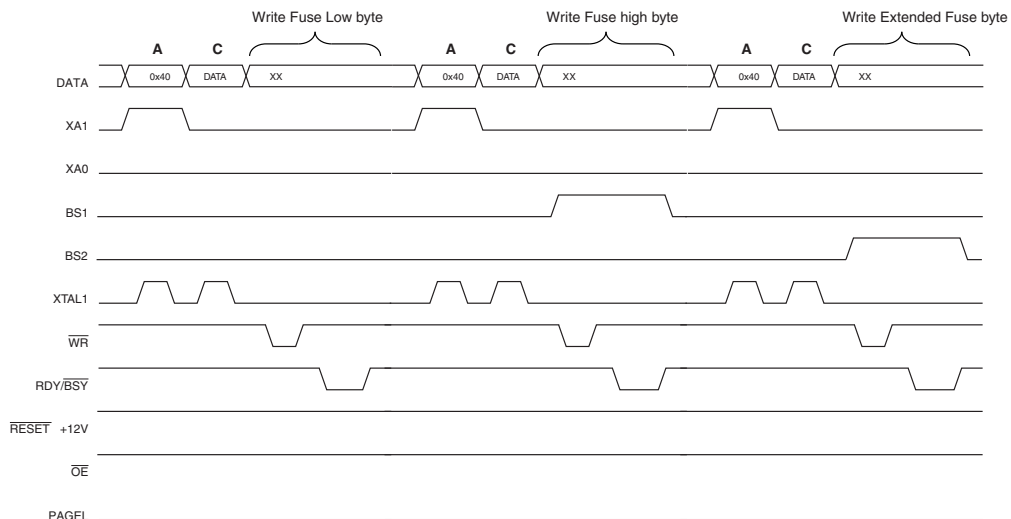 Write Fuse Low byte Write Fuse high byte Write Extended Fuse byte
A C A C A C
DATA 0x40 DATA XX 0x40 DATA XX 0x40 DATA XX
XA1
XA0
BS1
BS2
XTAL1
WR
RDY/BSY
RESET +12V
OE
PAGEL